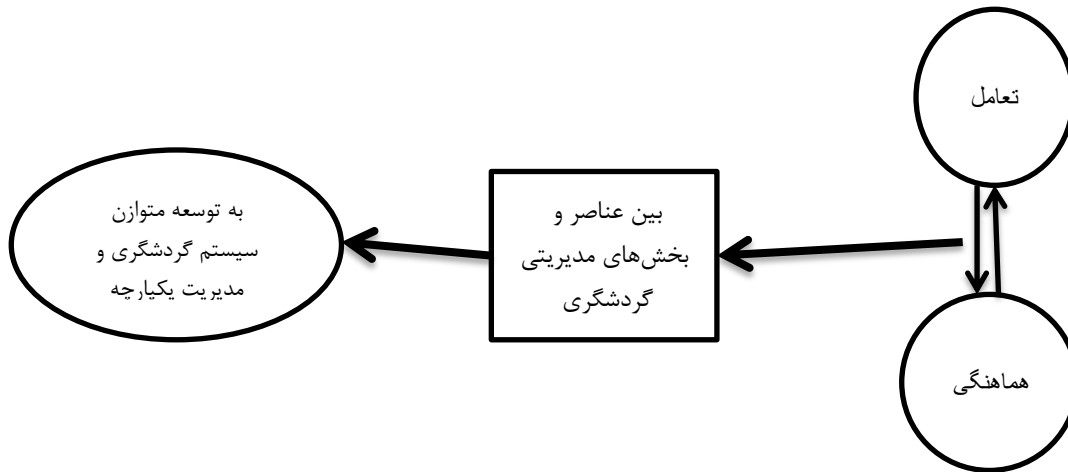 تعامل
هماهنگی
بین عناصر و
بخش‌های مدیریتی
گردشگری
به توسعه متوازن
سیستم گردشگری و
مدیریت یکپارچه